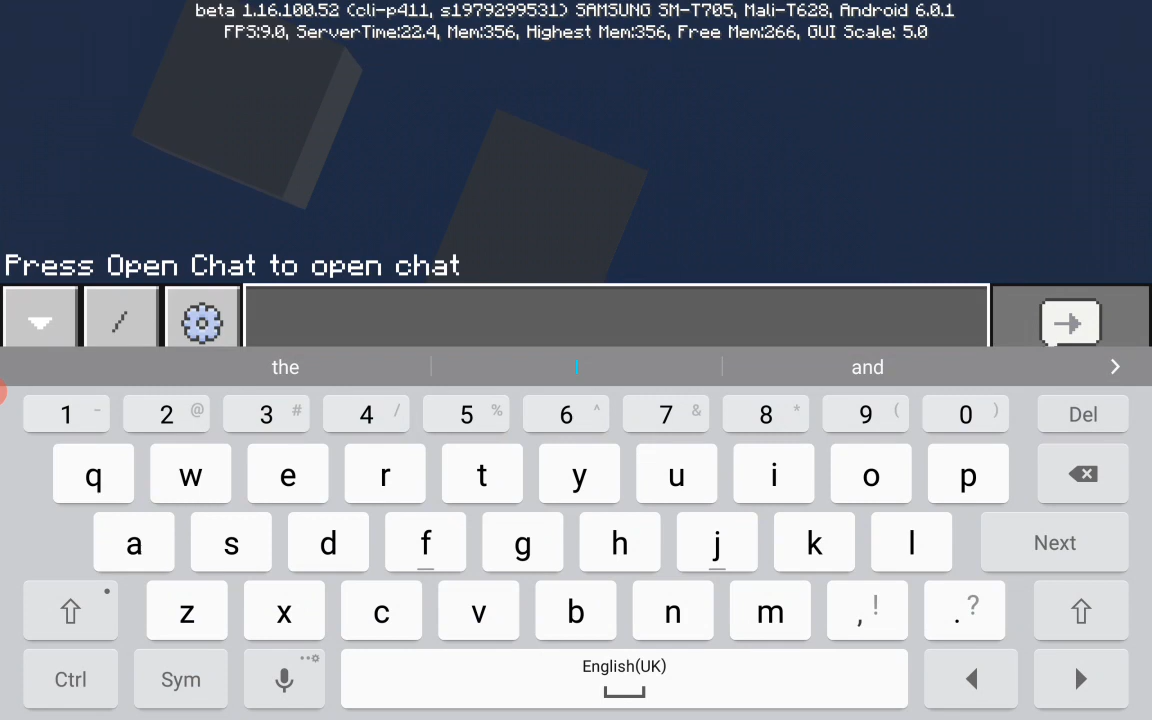 beta 1.16.100.52 (cli-p411, s1979299531) SAMSUNG SM-T705, Mali-T628, Android 6.0.1
FPS:9.0, ServerTime:22.4, Mem:356, Highest Mem:356, Free Mem:266, GUI Scale: 5.0
Press Open Chat to open chat
/
the I and >
1 - 2 @ 3 # 4 / 5 % 6 ^ 7 & 8 * 9 ( 0 ) Del
q w e r t y u i o p
a s d f g h j k l Next
z x c v b n m , ! . ?
Ctrl Sym English(UK)